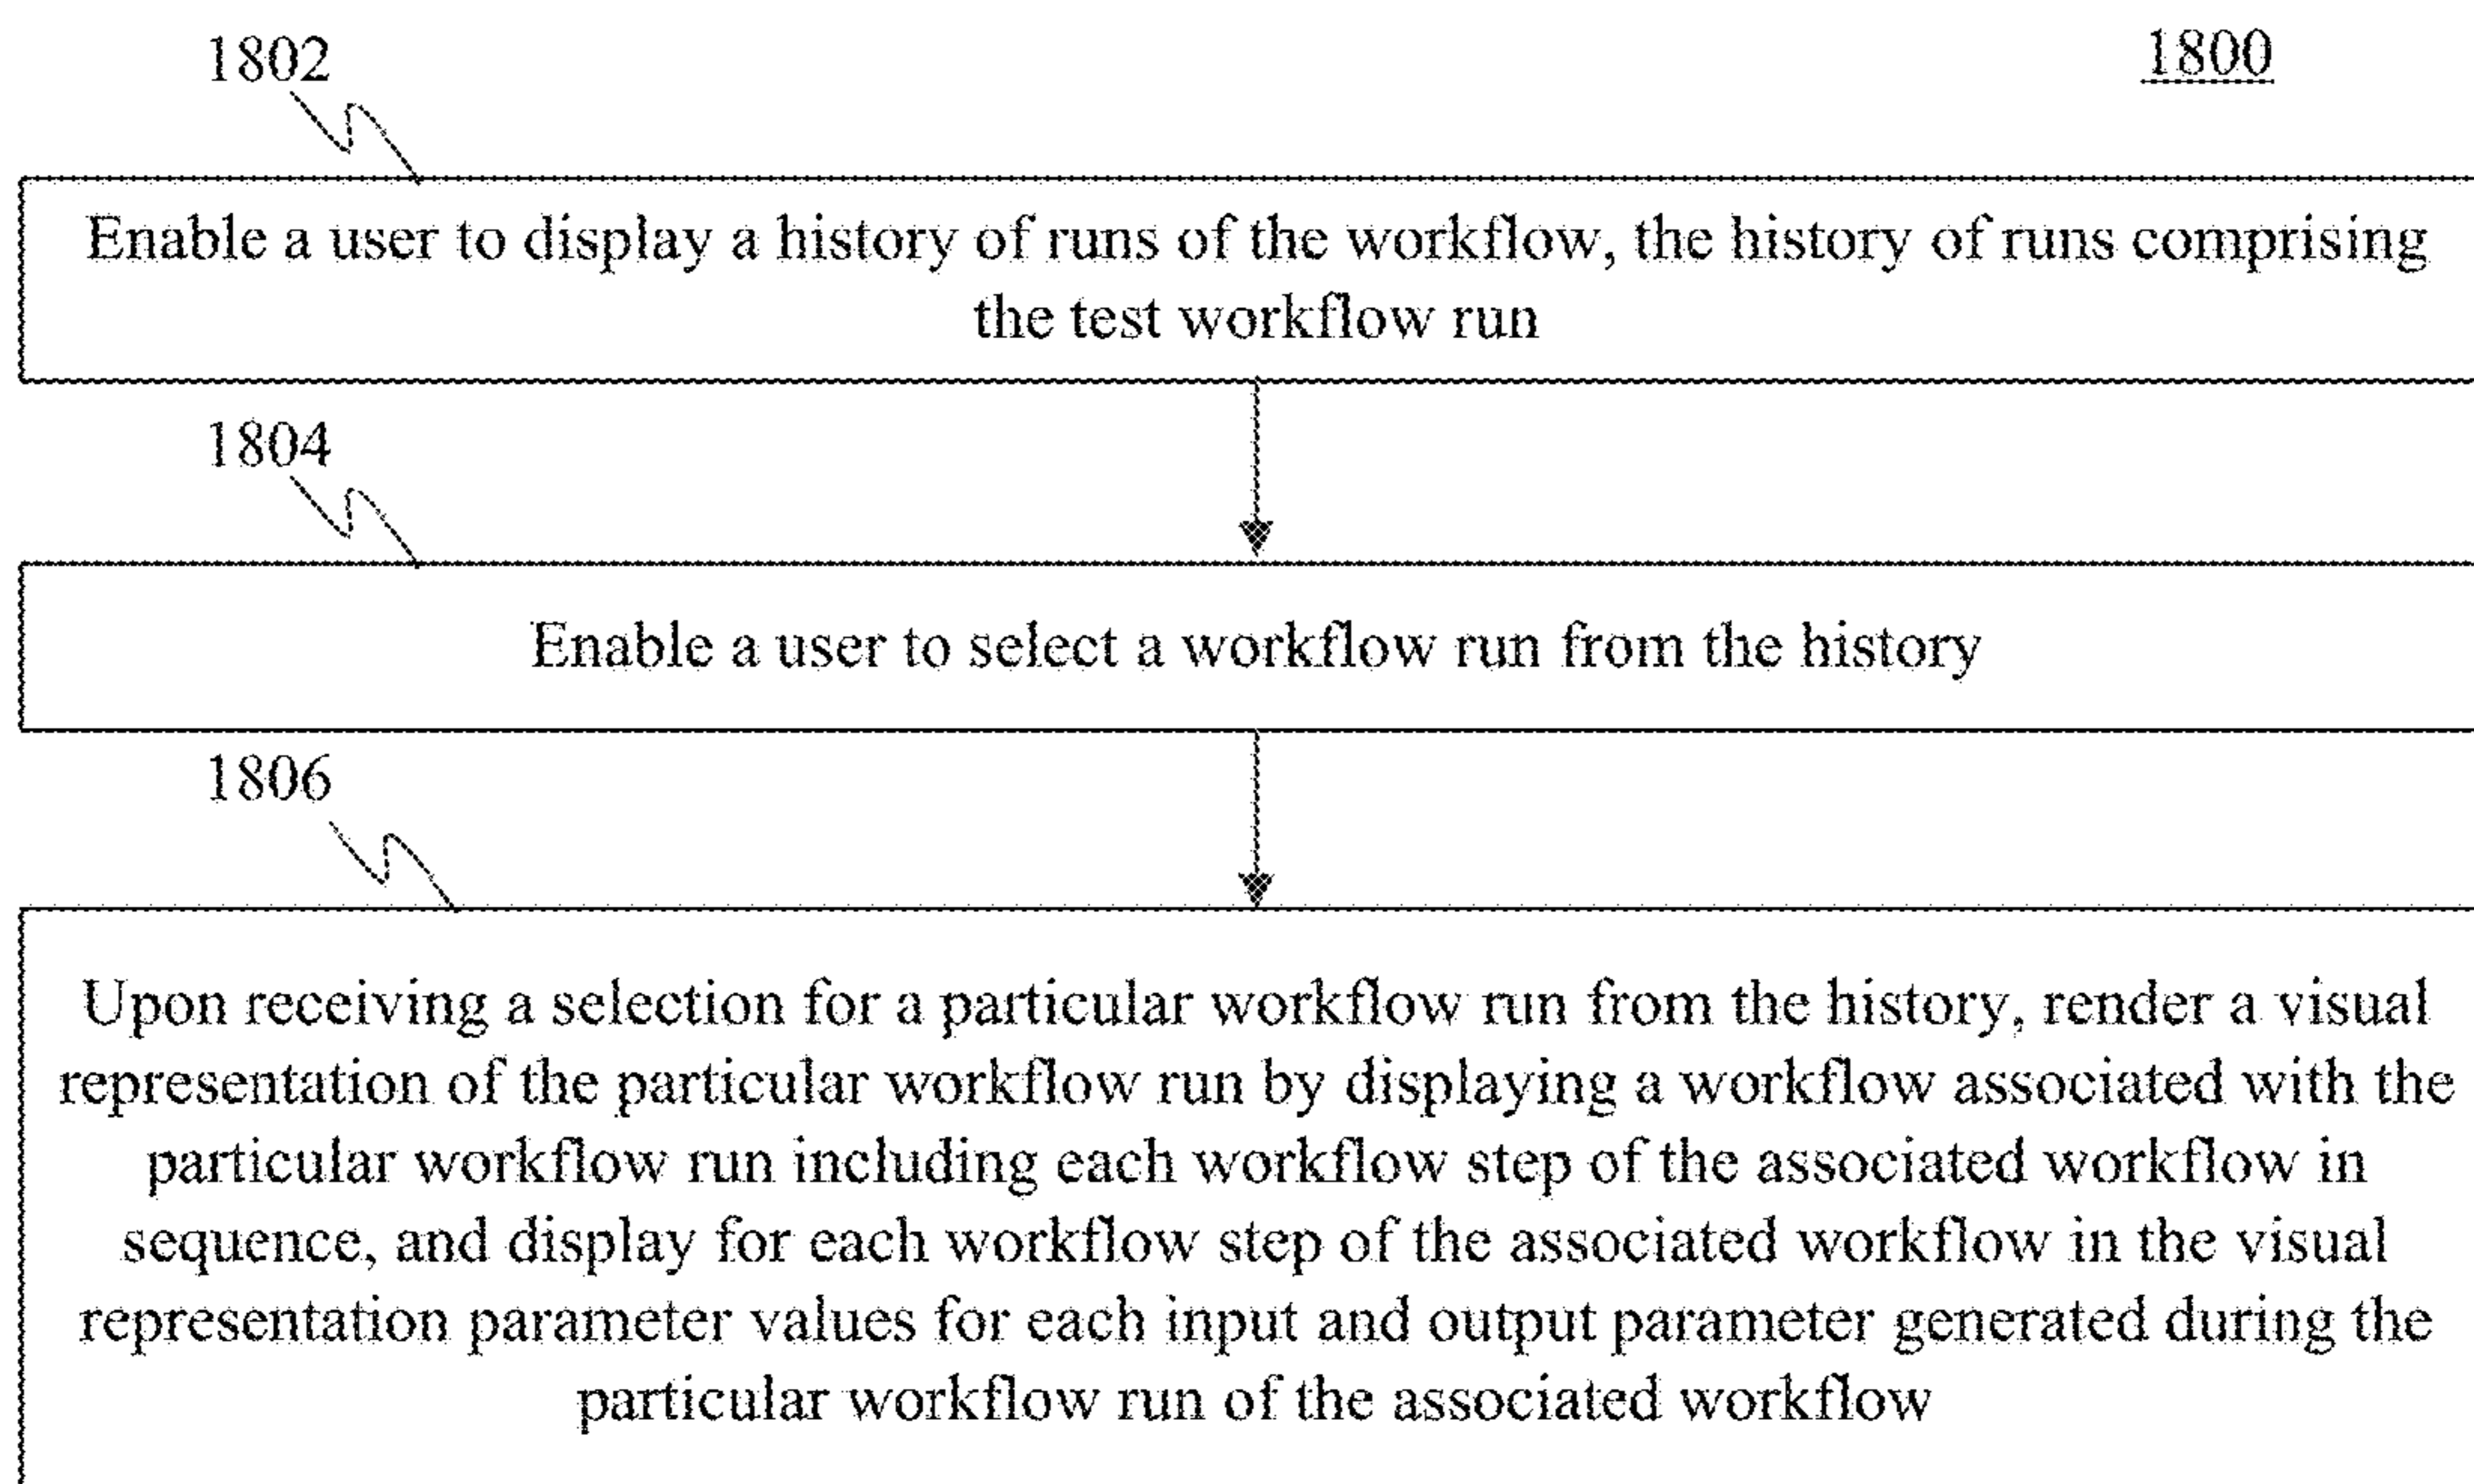 1802
1800
Enable a user to display a history of runs of the workflow, the history of runs comprising
the test workflow run
1804
Enable a user to select a workflow run from the history
1806
Upon receiving a selection for a particular workflow run from the history, render a visual
representation of the particular workflow run by displaying a workflow associated with the
particular workflow run including each workflow step of the associated workflow in
sequence, and display for each workflow step of the associated workflow in the visual
representation parameter values for each input and output parameter generated during the
particular workflow run of the associated workflow